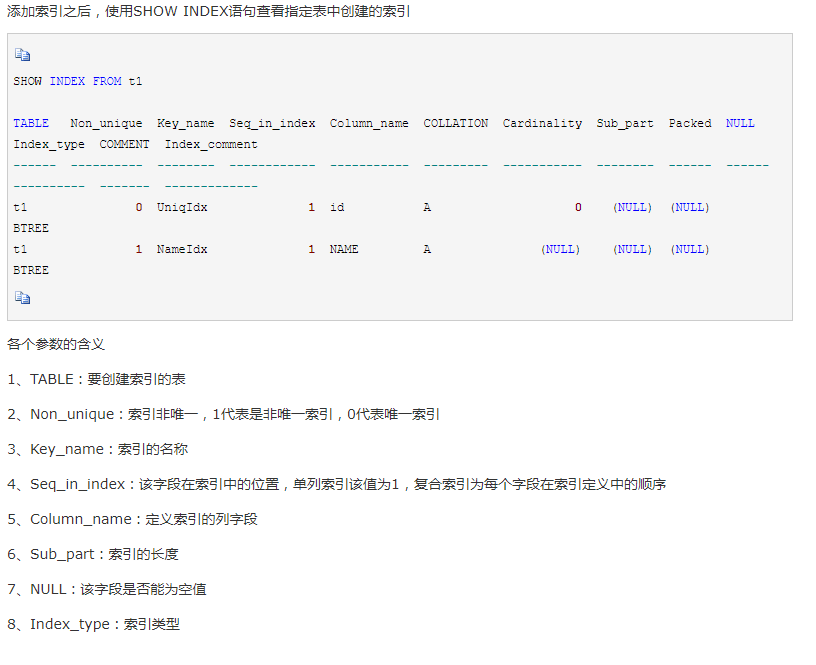 添加索引之后，使用SHOW INDEX语句查看指定表中创建的索引
SHOW INDEX FROM t1
TABLE   Non_unique  Key_name  Seq_in_index  Column_name  COLLATION  Cardinality  Sub_part  Packed  NULL
Index_type  COMMENT  Index_comment
------  ----------  --------  ------------  -----------  ---------  -----------  --------  ------  ------
----------  -------  -------------
t1               0  UniqIdx              1  id           A                    0    (NULL)  (NULL)
BTREE
t1               1  NameIdx              1  NAME         A               (NULL)    (NULL)  (NULL)
BTREE
各个参数的含义
1、TABLE：要创建索引的表
2、Non_unique：索引非唯一，1代表是非唯一索引，0代表唯一索引
3、Key_name：索引的名称
4、Seq_in_index：该字段在索引中的位置，单列索引该值为1，复合索引为每个字段在索引定义中的顺序
5、Column_name：定义索引的列字段
6、Sub_part：索引的长度
7、NULL：该字段是否能为空值
8、Index_type：索引类型